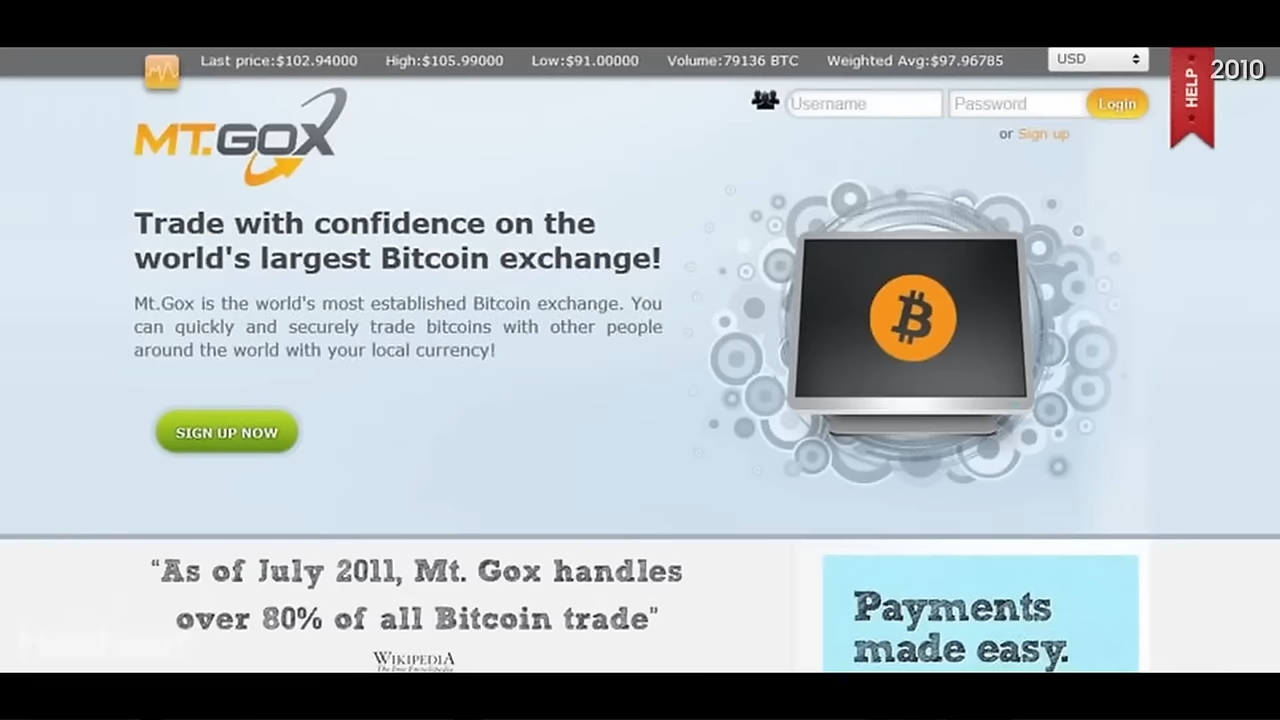 Last price:$102.94000 High:$105.99000 Low:$91.00000 Volume:79136 BTC Weighted Avg:$97.96785 USD
HELP
2010
Username Password Login
or Sign up
MT.GOX
Trade with confidence on the
world's largest Bitcoin exchange!
Mt.Gox is the world's most established Bitcoin exchange. You
can quickly and securely trade bitcoins with other people
around the world with your local currency!
SIGN UP NOW
"As of July 2011, Mt. Gox handles
over 80% of all Bitcoin trade"
WIKIPEDIA
The Free Encyclopedia
Payments
made easy.